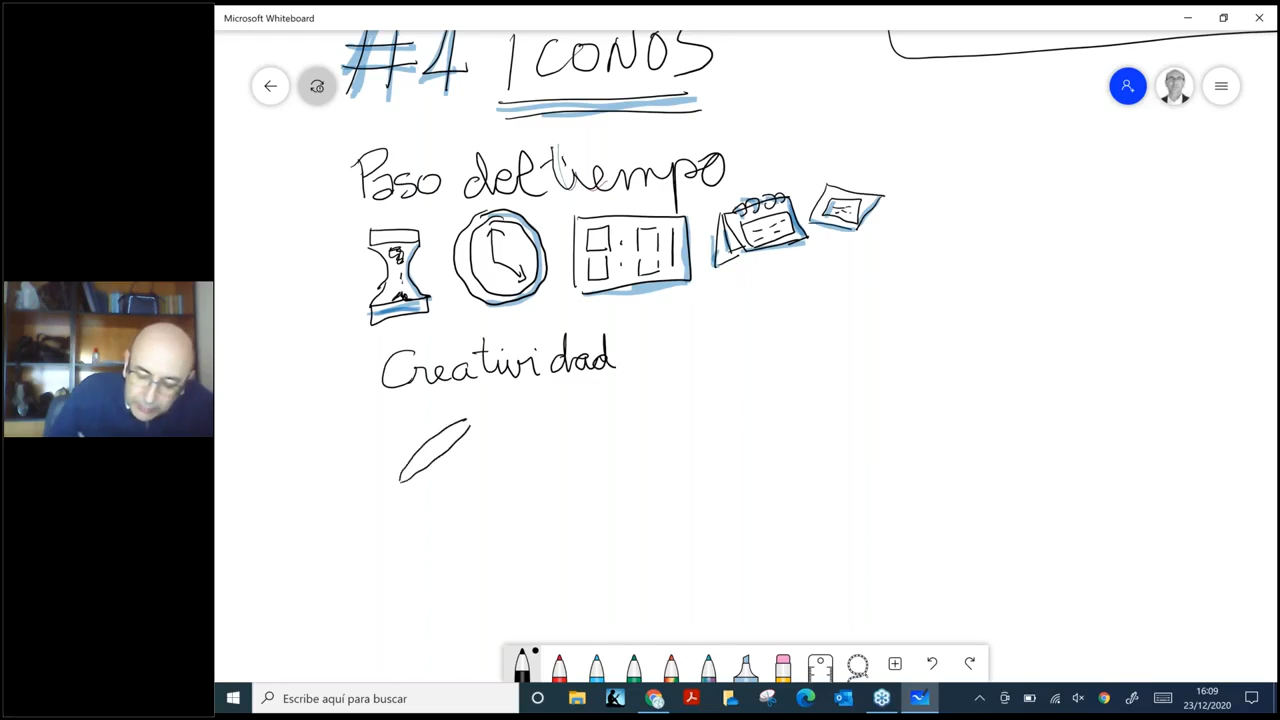 Microsoft Whiteboard
#4 ICONOS
Paso del tiempo
Creatividad
Escribe aquí para buscar
16:09
23/12/2020